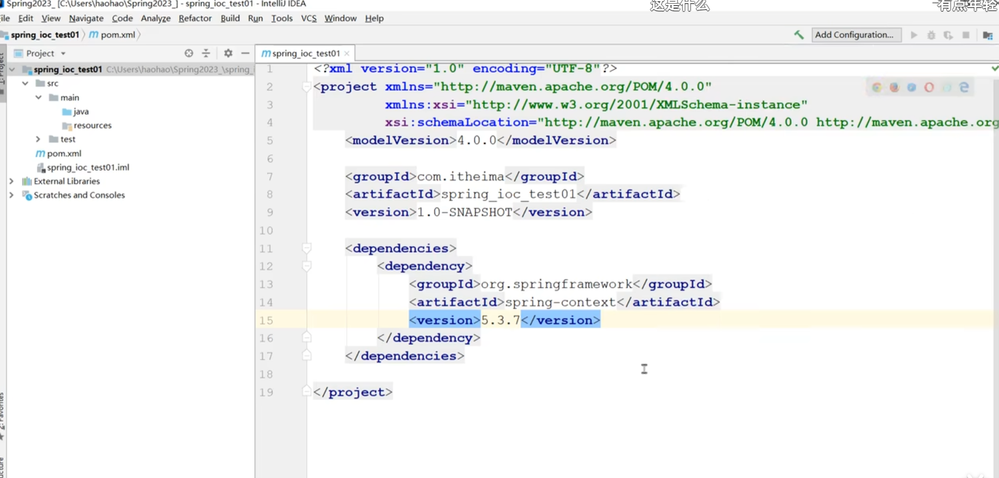 Spring2023_ [C:\Users\haohao\Spring2023_] - spring_ioc_test01 - IntelliJ IDEA
这是什么
有点年轻
File Edit View Navigate Code Analyze Refactor Build Run Tools VCS Window Help
spring_ioc_test01 pom.xml
Add Configuration...
1: Project
Project
spring_ioc_test01 C:\Users\haohao\Spring2023_\spring_i
src
main
java
resources
test
pom.xml
spring_ioc_test01.iml
External Libraries
Scratches and Consoles
2: Favorites
spring_ioc_test01
1 <?xml version="1.0" encoding="UTF-8"?>
2 <project xmlns="http://maven.apache.org/POM/4.0.0"
3 xmlns:xsi="http://www.w3.org/2001/XMLSchema-instance"
4 xsi:schemaLocation="http://maven.apache.org/POM/4.0.0 http://maven.apache.org
5 <modelVersion>4.0.0</modelVersion>
6
7 <groupId>com.itheima</groupId>
8 <artifactId>spring_ioc_test01</artifactId>
9 <version>1.0-SNAPSHOT</version>
10
11 <dependencies>
12 <dependency>
13 <groupId>org.springframework</groupId>
14 <artifactId>spring-context</artifactId>
15 <version>5.3.7</version>
16 </dependency>
17 </dependencies>
18
19 </project>